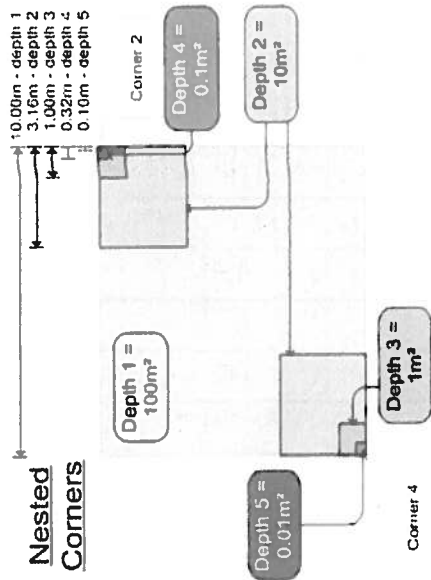 Nested
Corners
10.00m - depth 1
3.16m - depth 2
1.00m - depth 3
0.32m - depth 4
0.10m - depth 5
Corner 2
Depth 1 =
100m²
Depth 4 =
0.1m²
Depth 2 =
10m²
Depth 5 =
0.01m²
Depth 3 =
1m²
Corner 4